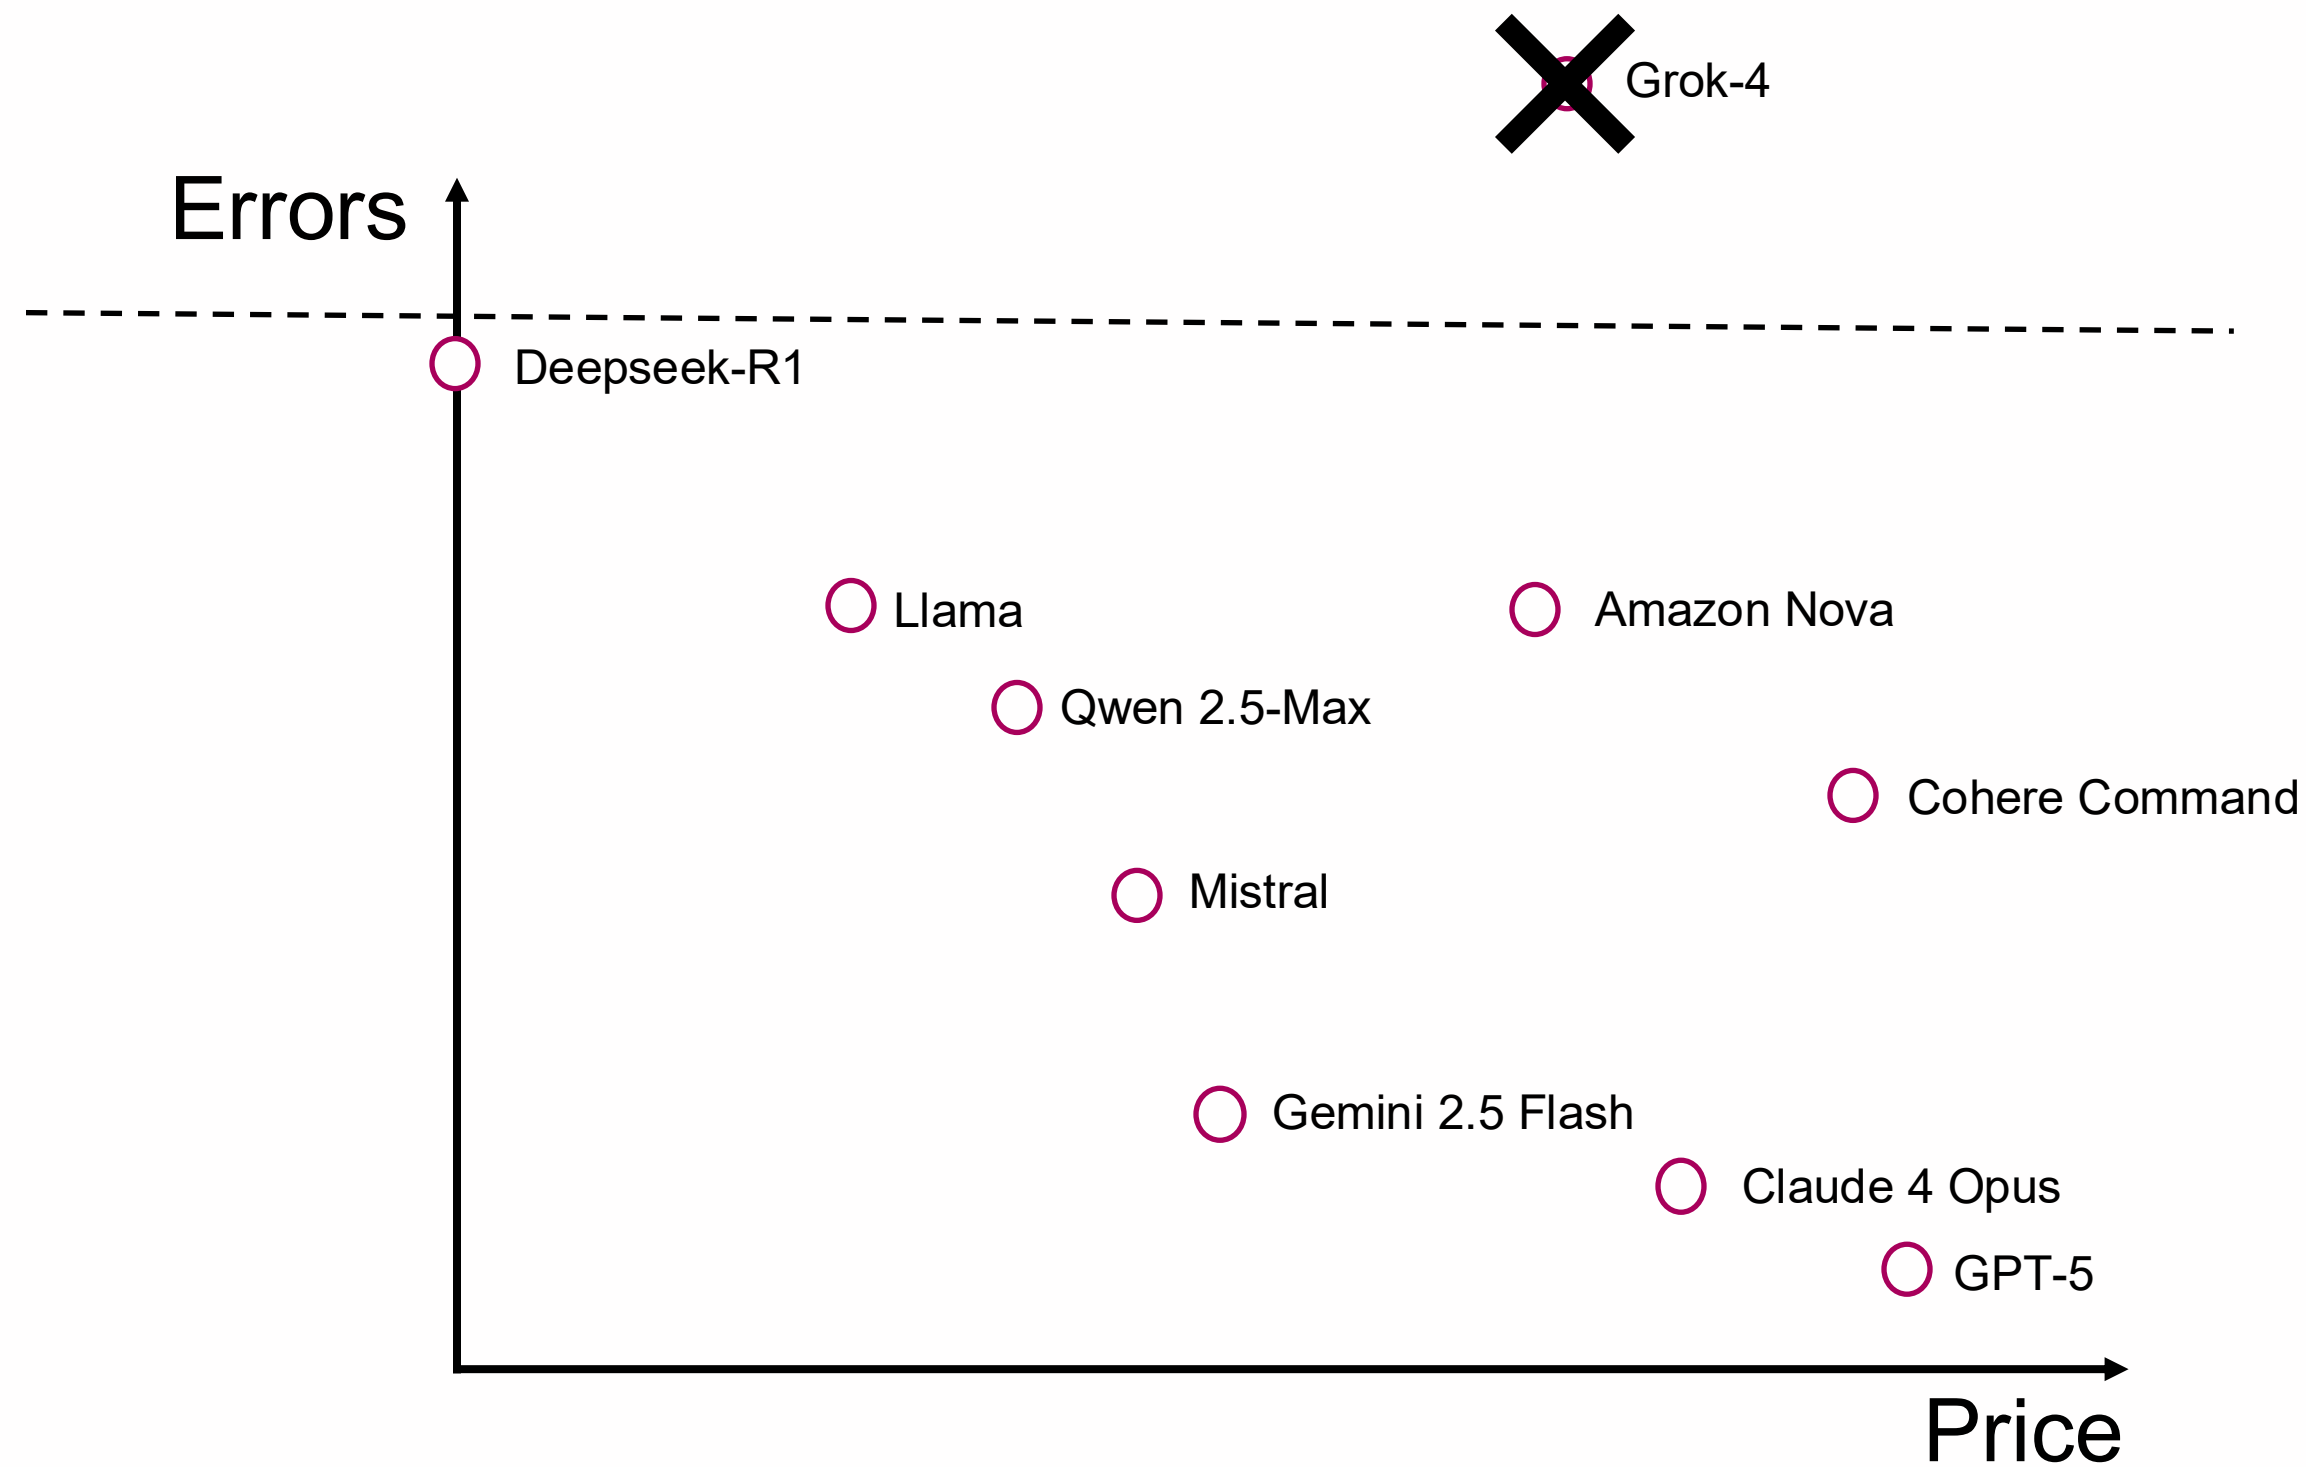 Grok-4
Errors
Deepseek-R1
Llama
Amazon Nova
Qwen 2.5-Max
Cohere Command
Mistral
Gemini 2.5 Flash
Claude 4 Opus
GPT-5
Price